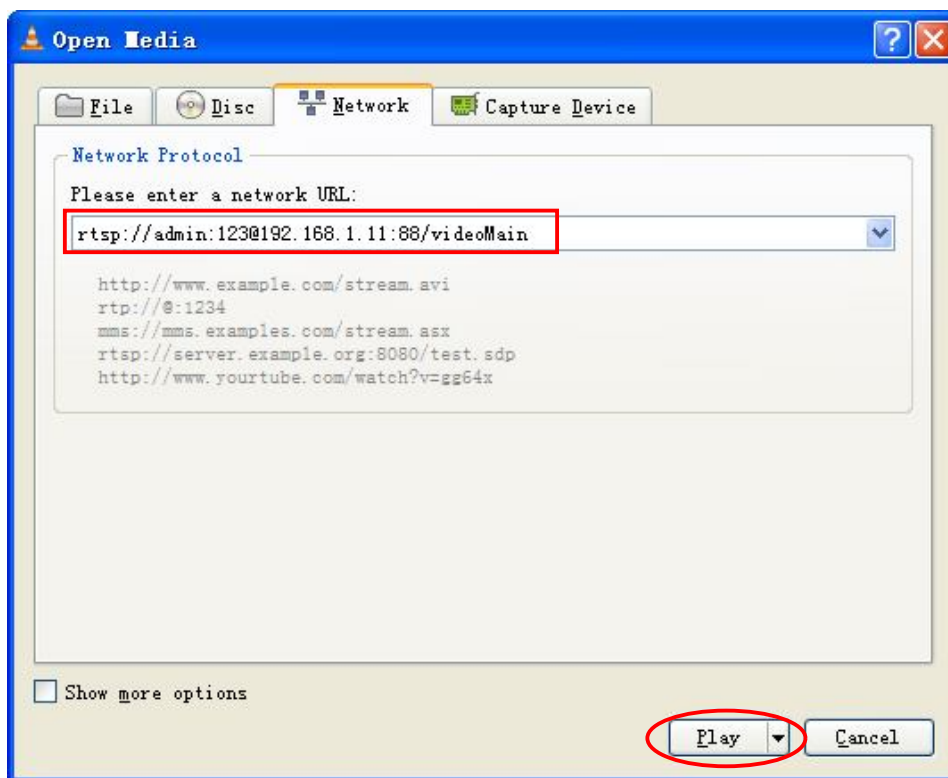 Open Media
File Disc Network Capture Device
Network Protocol
Please enter a network URL:
rtsp://admin:123@192.168.1.11:88/videoMain
http://www.example.com/stream.avi
rtp://@:1234
mms://mms.examples.com/stream.asx
rtsp://server.example.org:8080/test.sdp
http://www.yourtube.com/watch?v=gg64x
Show more options
Play Cancel